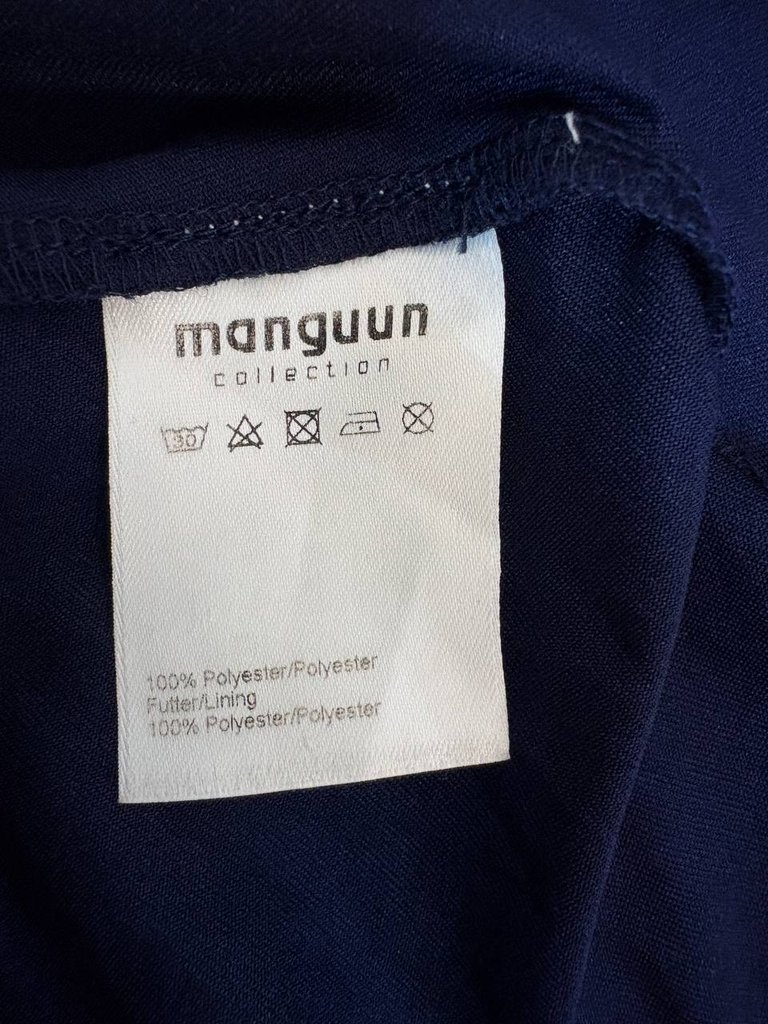 manguun
collection
30
100% Polyester/Polyester
Futter/Lining
100% Polyester/Polyester